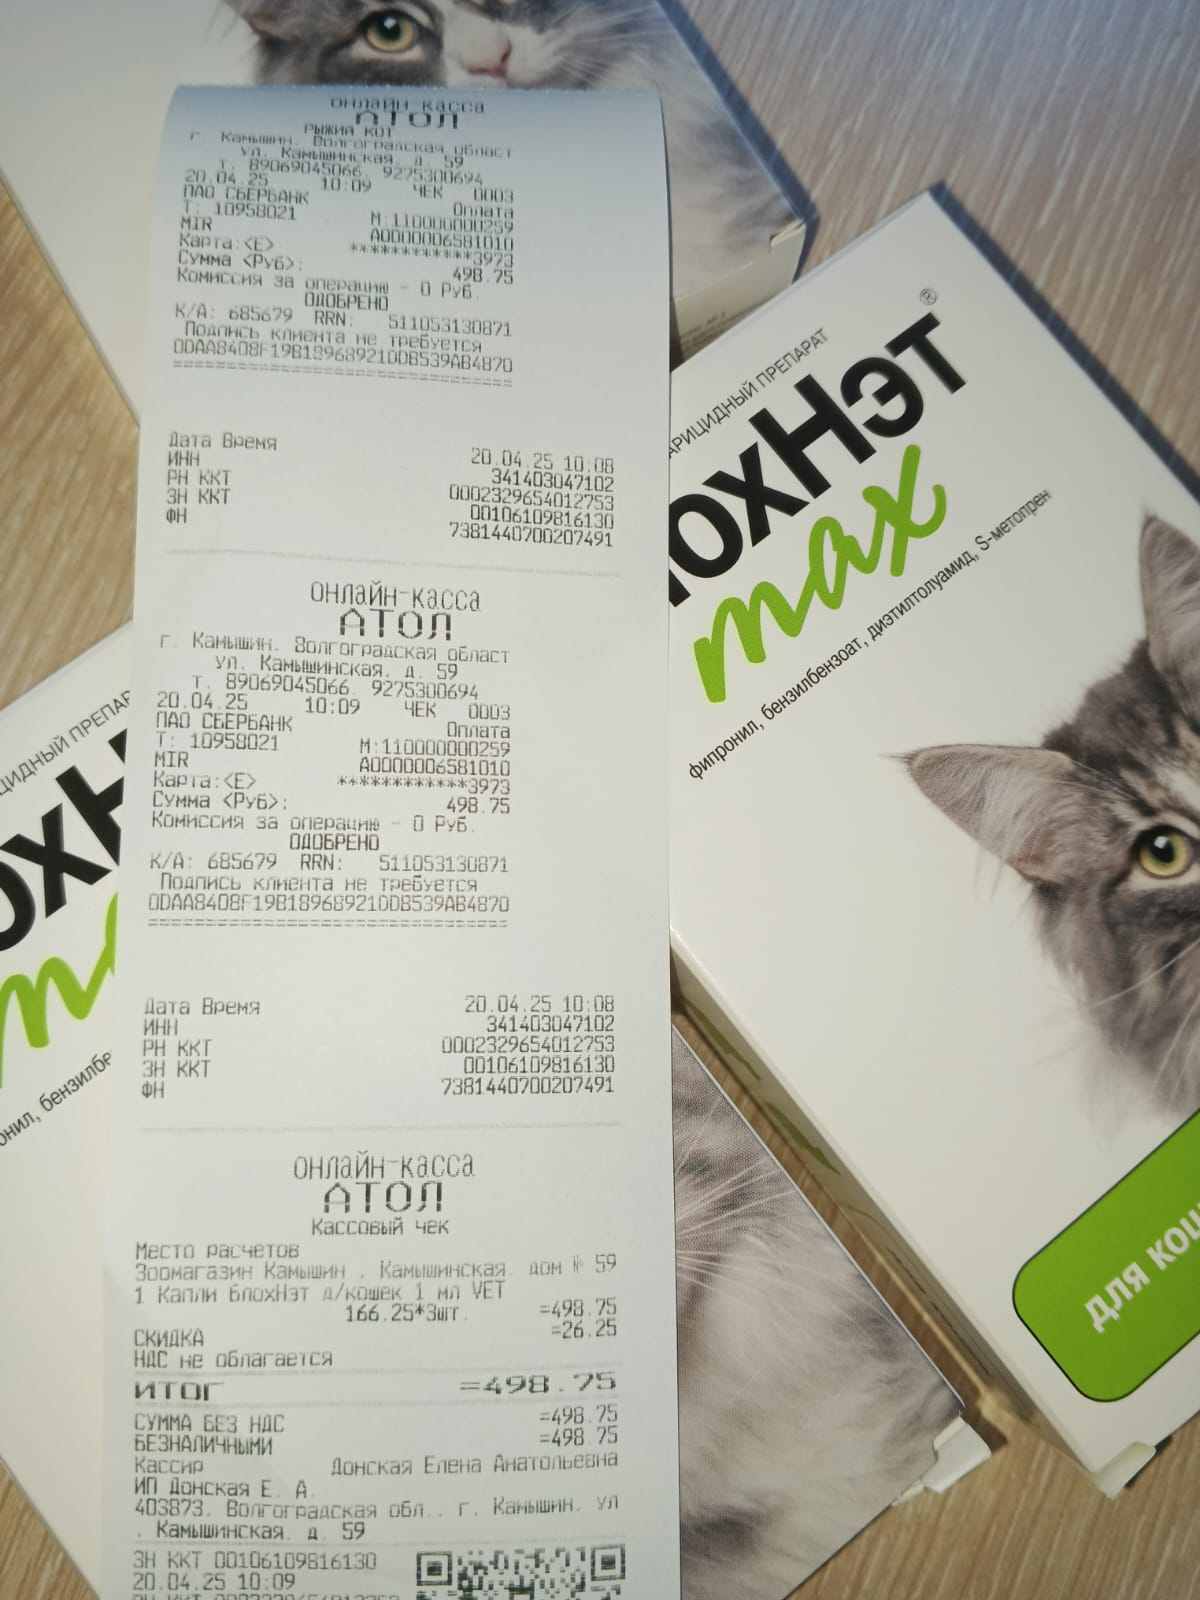 ОНЛАЙН-КАССА
АТОЛ
РЫЖИЙ КОТ
г. Камышин, Волгоградская област
ул. Камышинская, д. 59
т. 89069045066, 9275300694
20.04.25 10:09 ЧЕК 0003
ПАО СБЕРБАНК Оплата
Т: 10958021 М:110000000259
MIR A0000006581010
Карта:<E> ************3973
Сумма <Руб>: 498.75
Комиссия за операцию - 0 Руб.
ОДОБРЕНО
К/А: 685679 RRN: 511053130871
Подпись клиента не требуется
0DAA8408F19B189689210DB539AB4870
================================
Дата Время 20.04.25 10:08
ИНН 341403047102
РН ККТ 0002329654012753
ЗН ККТ 00106109816130
ФН 7381440700207491
ОНЛАЙН-КАССА
АТОЛ
г. Камышин, Волгоградская област
ул. Камышинская, д. 59
т. 89069045066, 9275300694
20.04.25 10:09 ЧЕК 0003
ПАО СБЕРБАНК Оплата
Т: 10958021 М:110000000259
MIR A0000006581010
Карта:<E> ************3973
Сумма <Руб>: 498.75
Комиссия за операцию - 0 Руб.
ОДОБРЕНО
К/А: 685679 RRN: 511053130871
Подпись клиента не требуется
0DAA8408F19B189689210DB539AB4870
================================
Дата Время 20.04.25 10:08
ИНН 341403047102
РН ККТ 0002329654012753
ЗН ККТ 00106109816130
ФН 7381440700207491
ОНЛАЙН-КАССА
АТОЛ
Кассовый чек
Место расчетов
Зоомагазин Камышин , Камышинская, дом № 59
1 Капли БлохНэт д/кошек 1 мл VET
166.25*3шт. =498.75
СКИДКА =26.25
НДС не облагается
ИТОГ =498.75
СУММА БЕЗ НДС =498.75
БЕЗНАЛИЧНЫМИ =498.75
Кассир Донская Елена Анатольевна
ИП Донская Е. А.
403873, Волгоградская обл., г. Камышин, ул
. Камышинская, д. 59
ЗН ККТ 00106109816130
20.04.25 10:09
АРИЦИДНЫЙ ПРЕПАРАТ
лохНэт®
max
фипронил, бензилбензоат, диэтилтолуамид, S-метопрен
для кош
ИЦИДНЫЙ ПРЕПАР
охН
m
онил, бензилбе